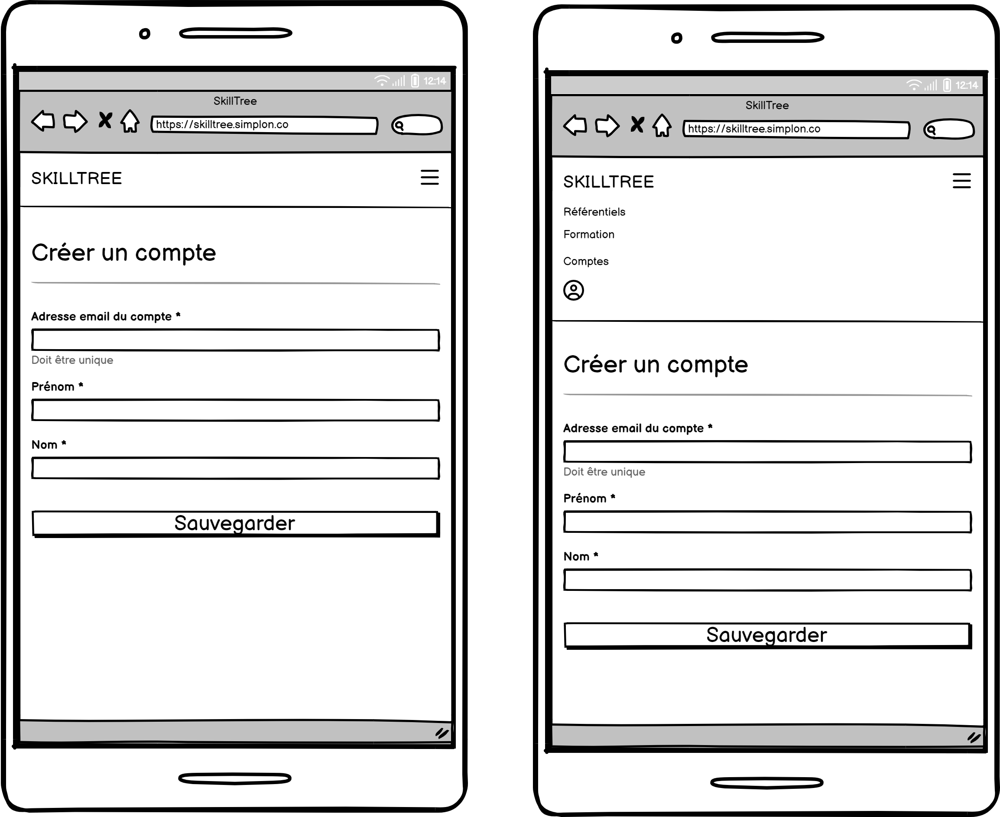 12:14
SkillTree
https://skilltree.simplon.co
SKILLTREE
Créer un compte
Adresse email du compte *
Doit être unique
Prénom *
Nom *
Sauvegarder
12:14
SkillTree
https://skilltree.simplon.co
SKILLTREE
Référentiels
Formation
Comptes
Créer un compte
Adresse email du compte *
Doit être unique
Prénom *
Nom *
Sauvegarder